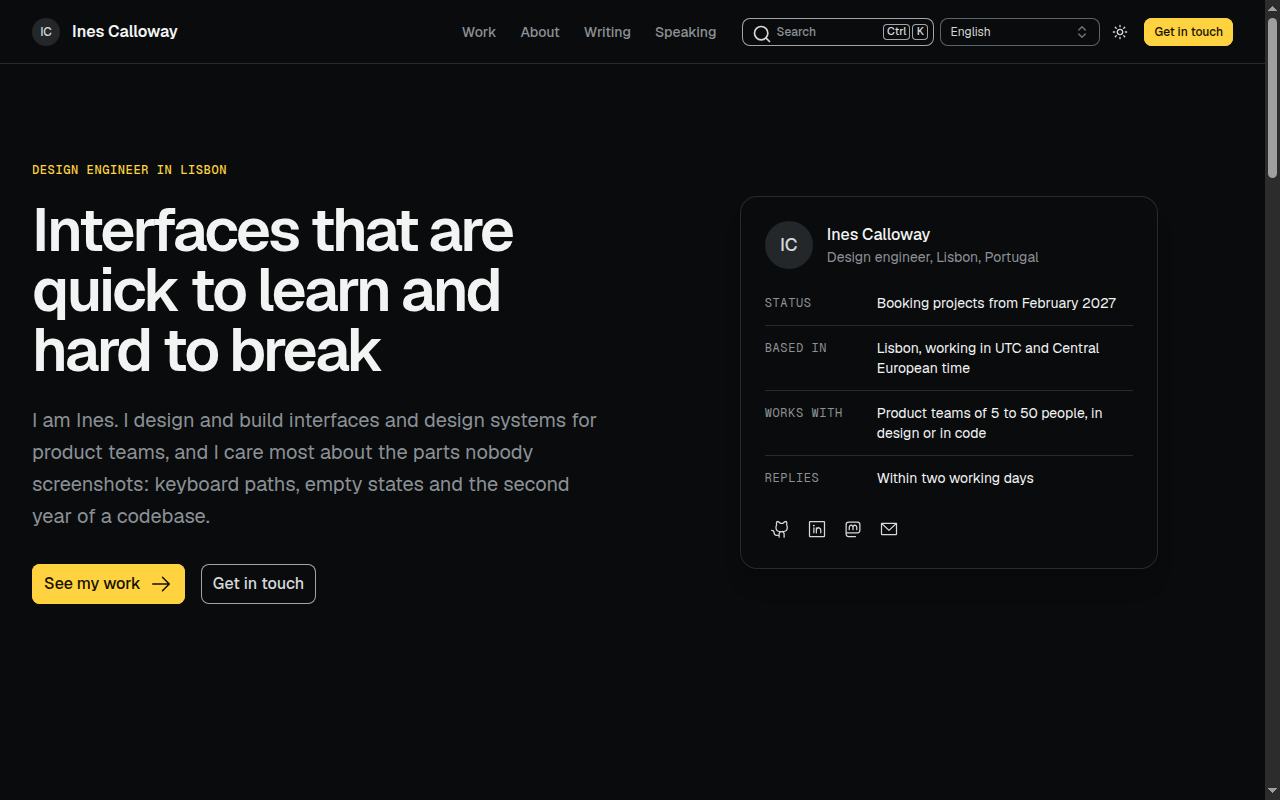 IC Ines Calloway Work About Writing Speaking Search Ctrl K English Get in touch
DESIGN ENGINEER IN LISBON
Interfaces that are
quick to learn and
hard to break
I am Ines. I design and build interfaces and design systems for
product teams, and I care most about the parts nobody
screenshots: keyboard paths, empty states and the second
year of a codebase.
See my work Get in touch
IC Ines Calloway
Design engineer, Lisbon, Portugal
STATUS Booking projects from February 2027
BASED IN Lisbon, working in UTC and Central
European time
WORKS WITH Product teams of 5 to 50 people, in
design or in code
REPLIES Within two working days